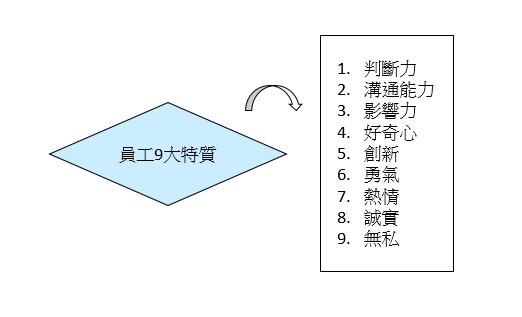 員工9大特質
1. 判斷力
2. 溝通能力
3. 影響力
4. 好奇心
5. 創新
6. 勇氣
7. 熱情
8. 誠實
9. 無私